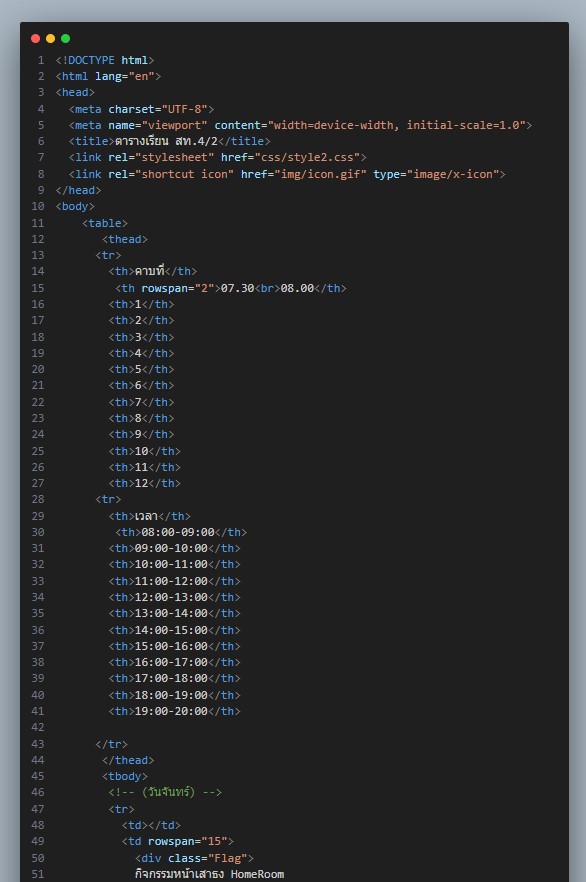 1 <!DOCTYPE html>
2 <html lang="en">
3 <head>
4 <meta charset="UTF-8">
5 <meta name="viewport" content="width=device-width, initial-scale=1.0">
6 <title>ตารางเรียน สท.4/2</title>
7 <link rel="stylesheet" href="css/style2.css">
8 <link rel="shortcut icon" href="img/icon.gif" type="image/x-icon">
9 </head>
10 <body>
11 <table>
12 <thead>
13 <tr>
14 <th>คาบที่</th>
15 <th rowspan="2">07.30<br>08.00</th>
16 <th>1</th>
17 <th>2</th>
18 <th>3</th>
19 <th>4</th>
20 <th>5</th>
21 <th>6</th>
22 <th>7</th>
23 <th>8</th>
24 <th>9</th>
25 <th>10</th>
26 <th>11</th>
27 <th>12</th>
28 <tr>
29 <th>เวลา</th>
30 <th>08:00-09:00</th>
31 <th>09:00-10:00</th>
32 <th>10:00-11:00</th>
33 <th>11:00-12:00</th>
34 <th>12:00-13:00</th>
35 <th>13:00-14:00</th>
36 <th>14:00-15:00</th>
37 <th>15:00-16:00</th>
38 <th>16:00-17:00</th>
39 <th>17:00-18:00</th>
40 <th>18:00-19:00</th>
41 <th>19:00-20:00</th>
42
43 </tr>
44 </thead>
45 <tbody>
46 <!-- (วันจันทร์) -->
47 <tr>
48 <td></td>
49 <td rowspan="15">
50 <div class="Flag">
51 กิจกรรมหน้าเสาธง HomeRoom